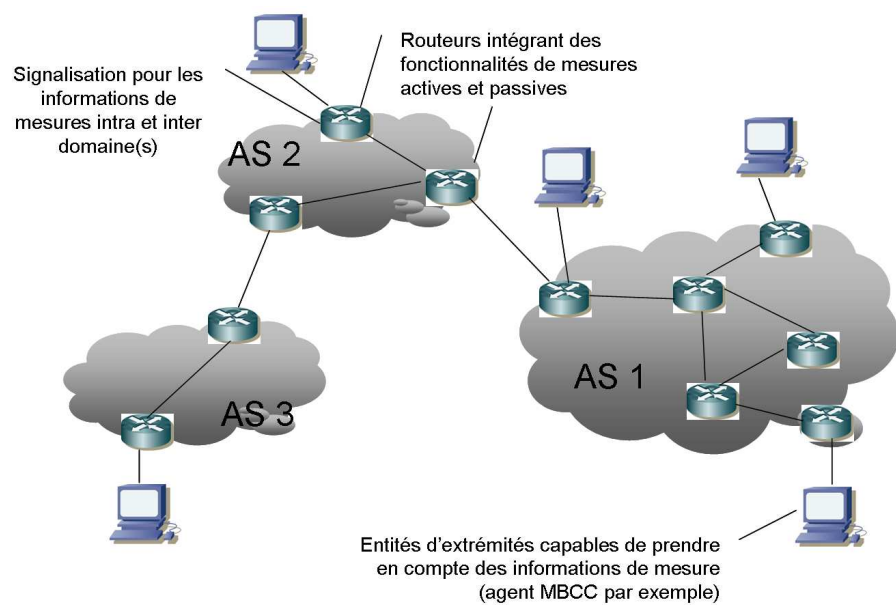 Signalisation pour les
informations de
mesures intra et inter
domaine(s)
Routeurs intégrant des
fonctionnalités de mesures
actives et passives
AS 2
AS 1
AS 3
Entités d'extrémités capables de prendre
en compte des informations de mesure
(agent MBCC par exemple)